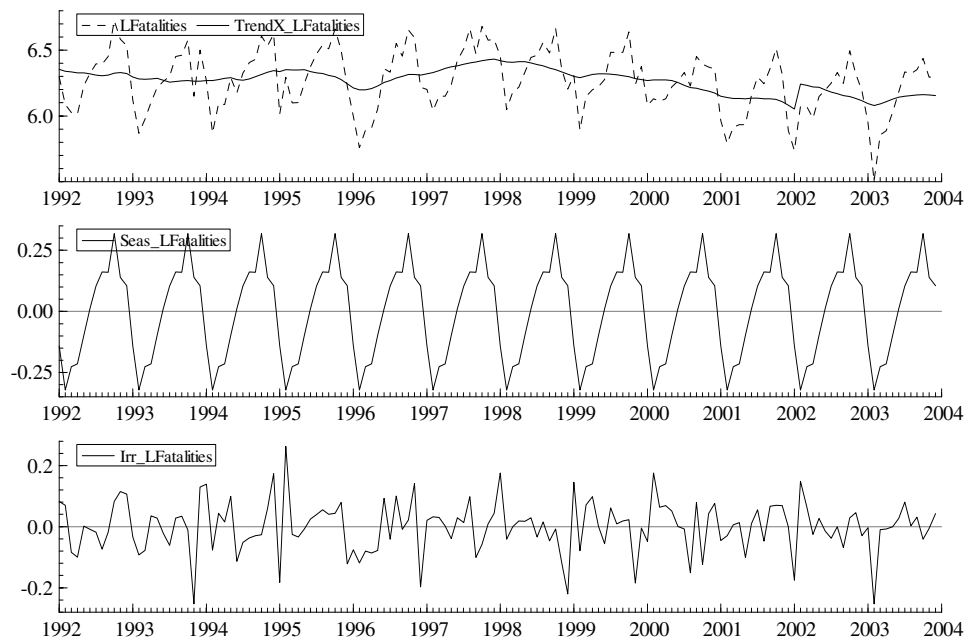 LFatalities TrendX_LFatalities
6.5
6.0
1992 1993 1994 1995 1996 1997 1998 1999 2000 2001 2002 2003 2004
Seas_LFatalities
0.25
0.00
-0.25
1992 1993 1994 1995 1996 1997 1998 1999 2000 2001 2002 2003 2004
Irr_LFatalities
0.2
0.0
-0.2
1992 1993 1994 1995 1996 1997 1998 1999 2000 2001 2002 2003 2004